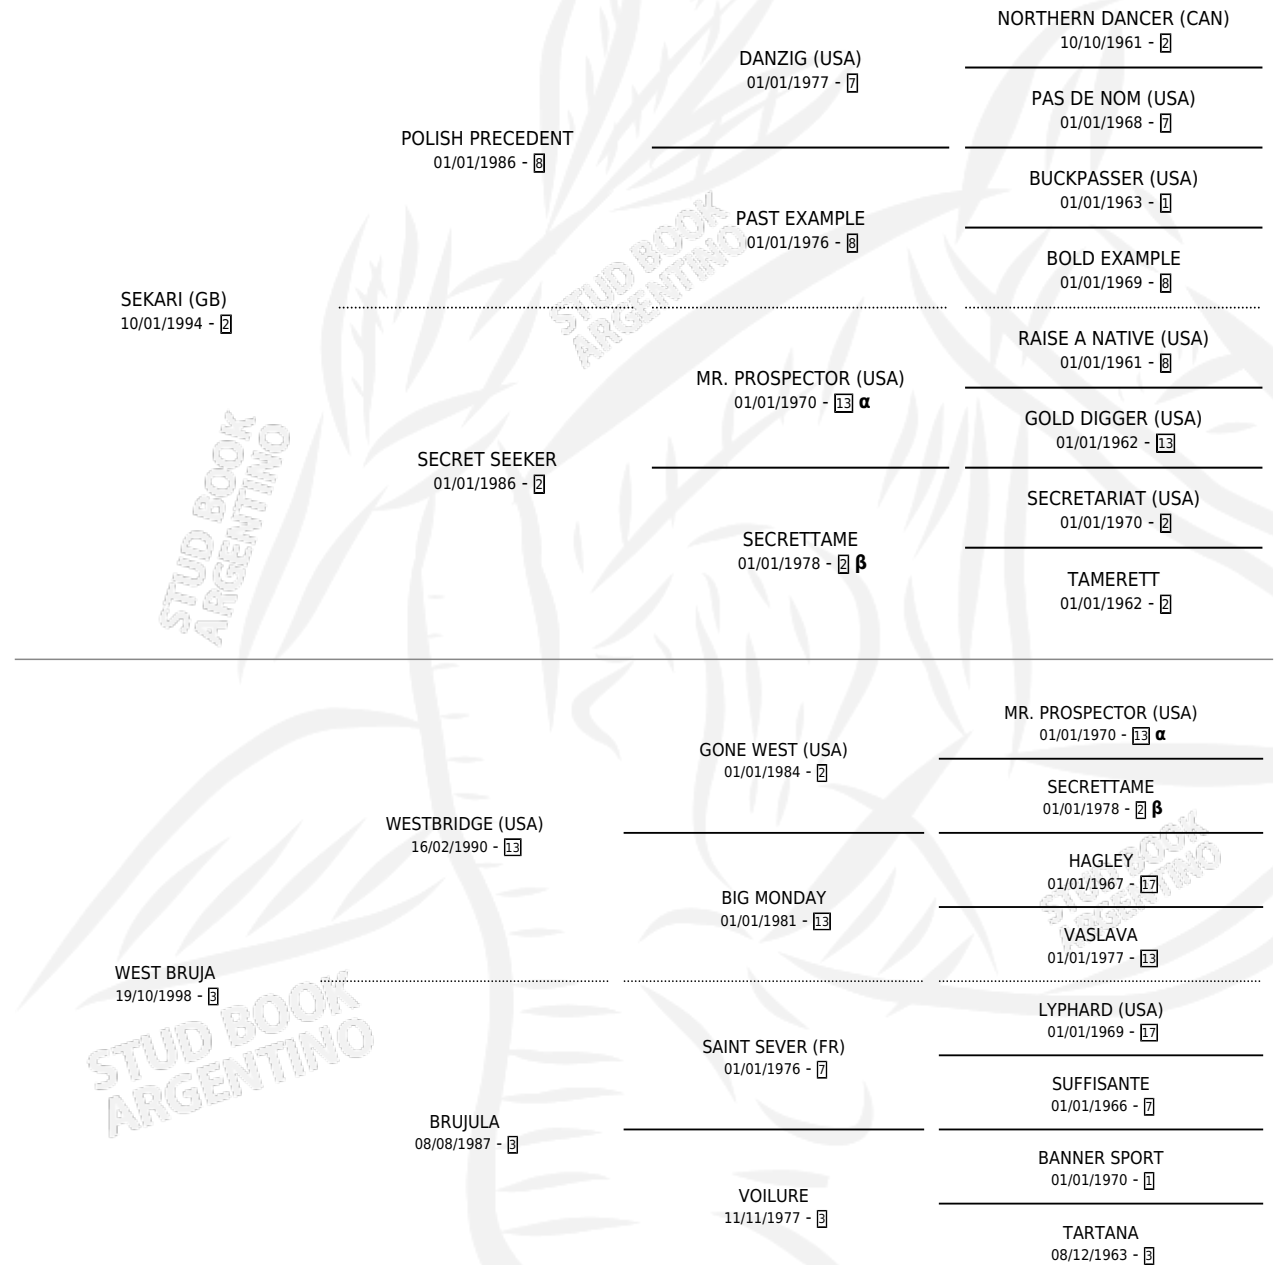 NORTHERN DANCER (CAN)
10/10/1961 - 2
DANZIG (USA)
01/01/1977 - 7
PAS DE NOM (USA)
01/01/1968 - 7
POLISH PRECEDENT
01/01/1986 - 8
BUCKPASSER (USA)
01/01/1963 - 1
PAST EXAMPLE
01/01/1976 - 8
BOLD EXAMPLE
01/01/1969 - 8
SEKARI (GB)
10/01/1994 - 2
RAISE A NATIVE (USA)
01/01/1961 - 8
MR. PROSPECTOR (USA)
01/01/1970 - 13 α
GOLD DIGGER (USA)
01/01/1962 - 13
SECRET SEEKER
01/01/1986 - 2
SECRETARIAT (USA)
01/01/1970 - 2
SECRETTAME
01/01/1978 - 2 β
TAMERETT
01/01/1962 - 2
MR. PROSPECTOR (USA)
01/01/1970 - 13 α
GONE WEST (USA)
01/01/1984 - 2
SECRETTAME
01/01/1978 - 2 β
WESTBRIDGE (USA)
16/02/1990 - 13
HAGLEY
01/01/1967 - 17
BIG MONDAY
01/01/1981 - 13
VASLAVA
01/01/1977 - 13
WEST BRUJA
19/10/1998 - 3
LYPHARD (USA)
01/01/1969 - 17
SAINT SEVER (FR)
01/01/1976 - 7
SUFFISANTE
01/01/1966 - 7
BRUJULA
08/08/1987 - 3
BANNER SPORT
01/01/1970 - 1
VOILURE
11/11/1977 - 3
TARTANA
08/12/1963 - 3
STUD BOOK
ARGENTINO
STUD BOOK
ARGENTINO
STUD BOOK
ARGENTINO
STUD BOOK
ARGENTINO